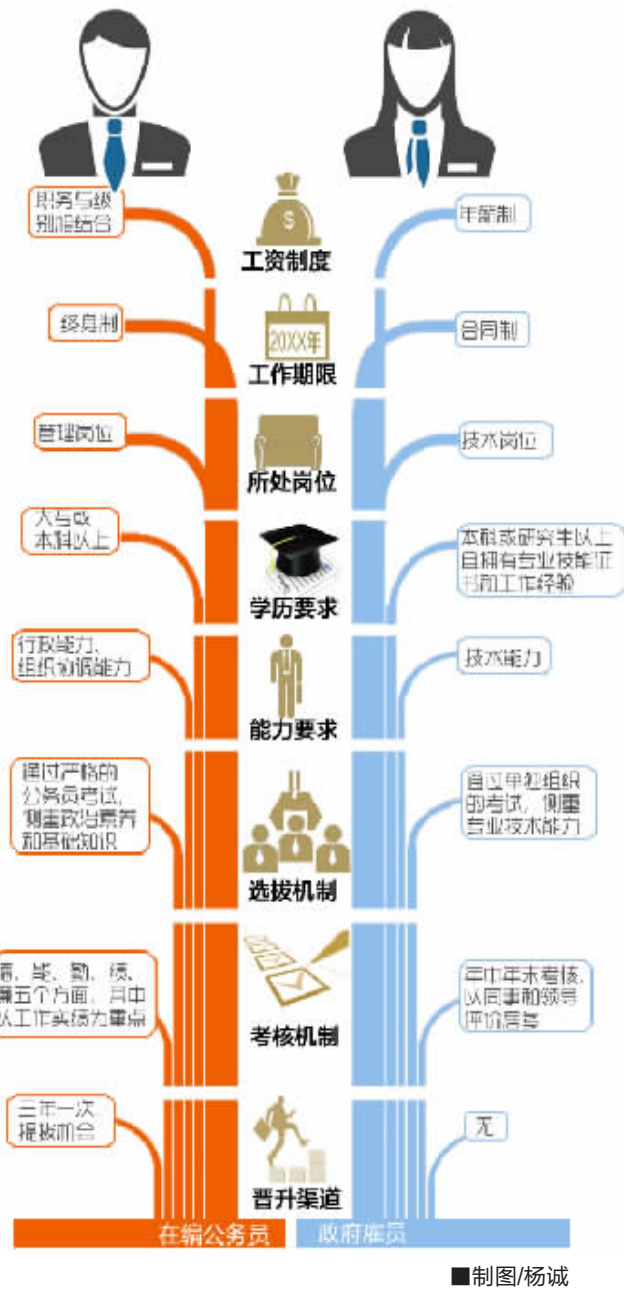 职务与级
别相结合
$
工资制度
年薪制
终身制
20XX年
工作期限
合同制
管理岗位
所处岗位
技术岗位
大专或
本科以上
学历要求
本科或研究生以上
且拥有专业技能证
书和工作经验
行政能力、
组织协调能力
能力要求
技术能力
通过严格的
公务员考试，
侧重政治素养
和基础知识
选拔机制
通过单独组织
的考试，侧重
专业技术能力
德、能、勤、绩、
廉五个方面，其中
以工作实绩为重点
考核机制
年中年末考核，
以同事和领导
评价居多
三年一次
提拔机会
晋升渠道
无
在编公务员
政府雇员
■制图/杨诚